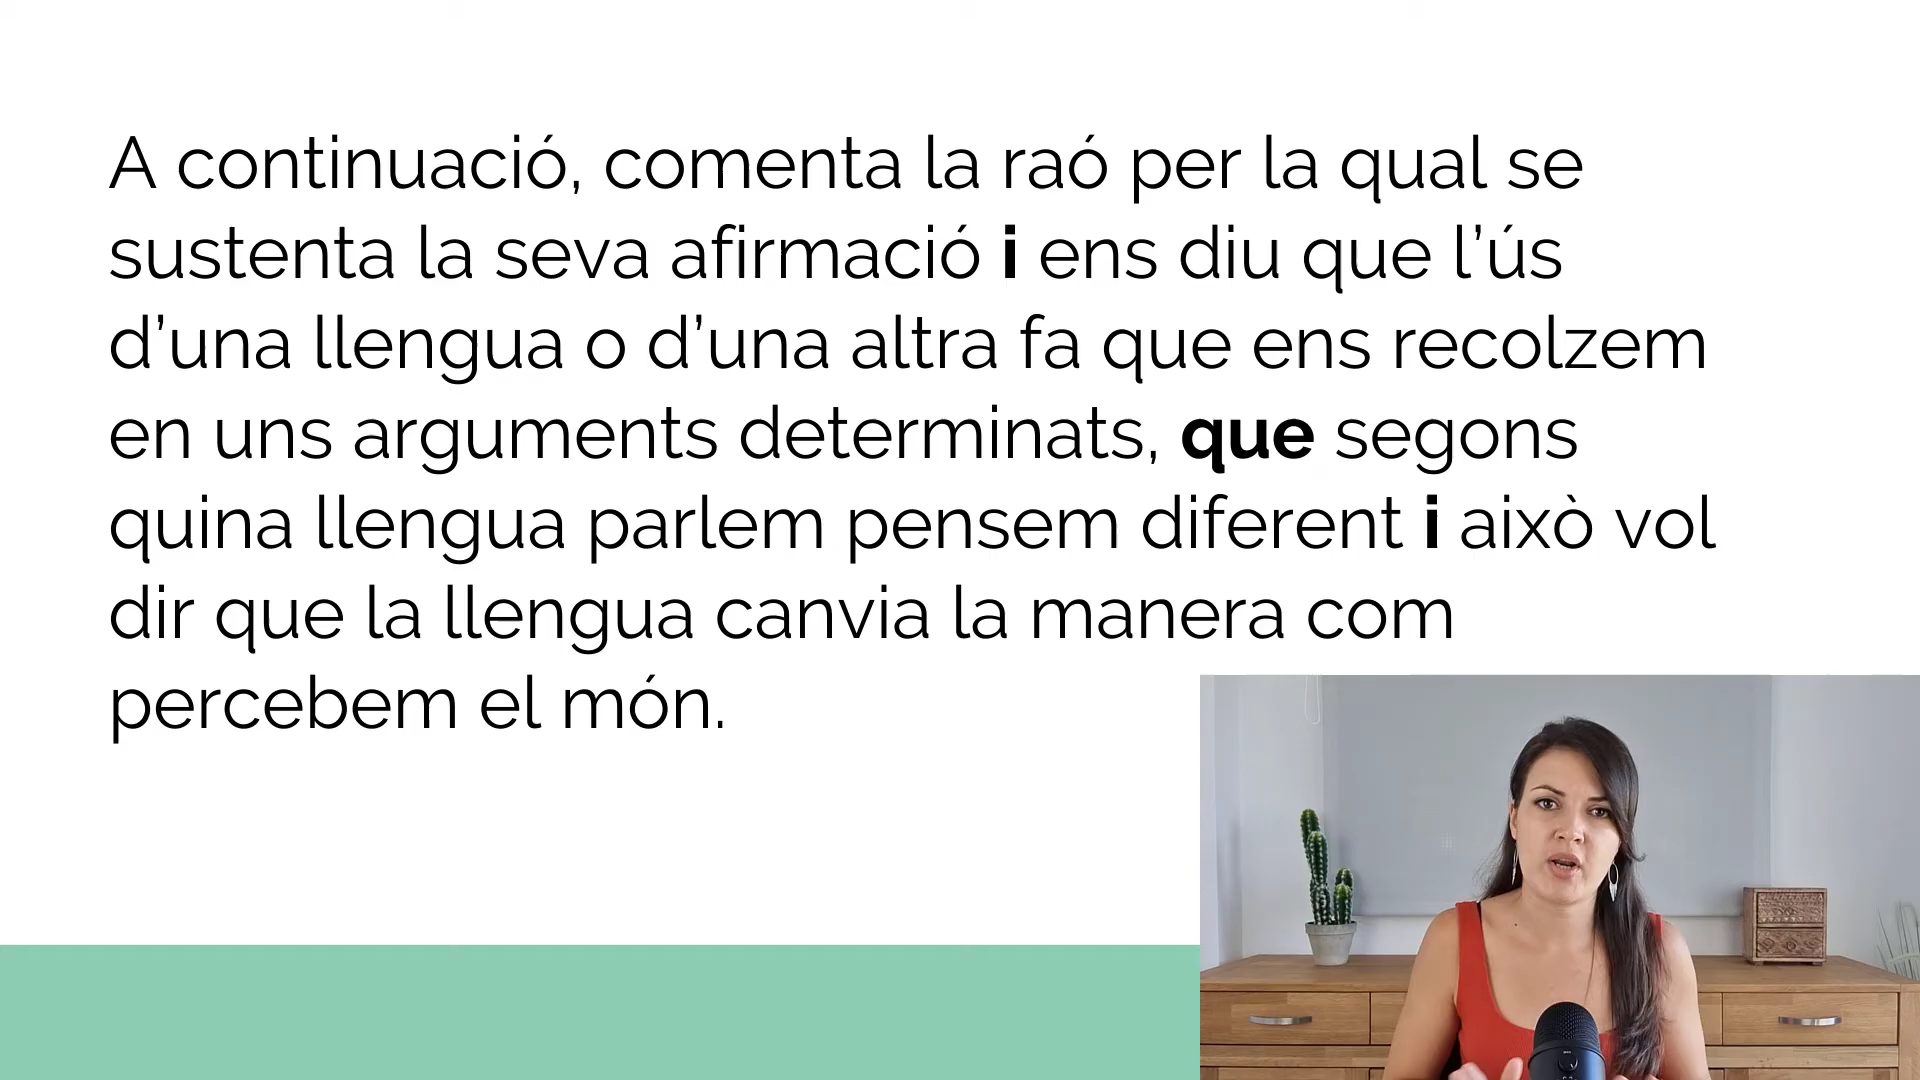 A continuació, comenta la raó per la qual se
sustenta la seva afirmació i ens diu que l’ús
d’una llengua o d’una altra fa que ens recolzem
en uns arguments determinats, que segons
quina llengua parlem pensem diferent i això vol
dir que la llengua canvia la manera com
percebem el món.